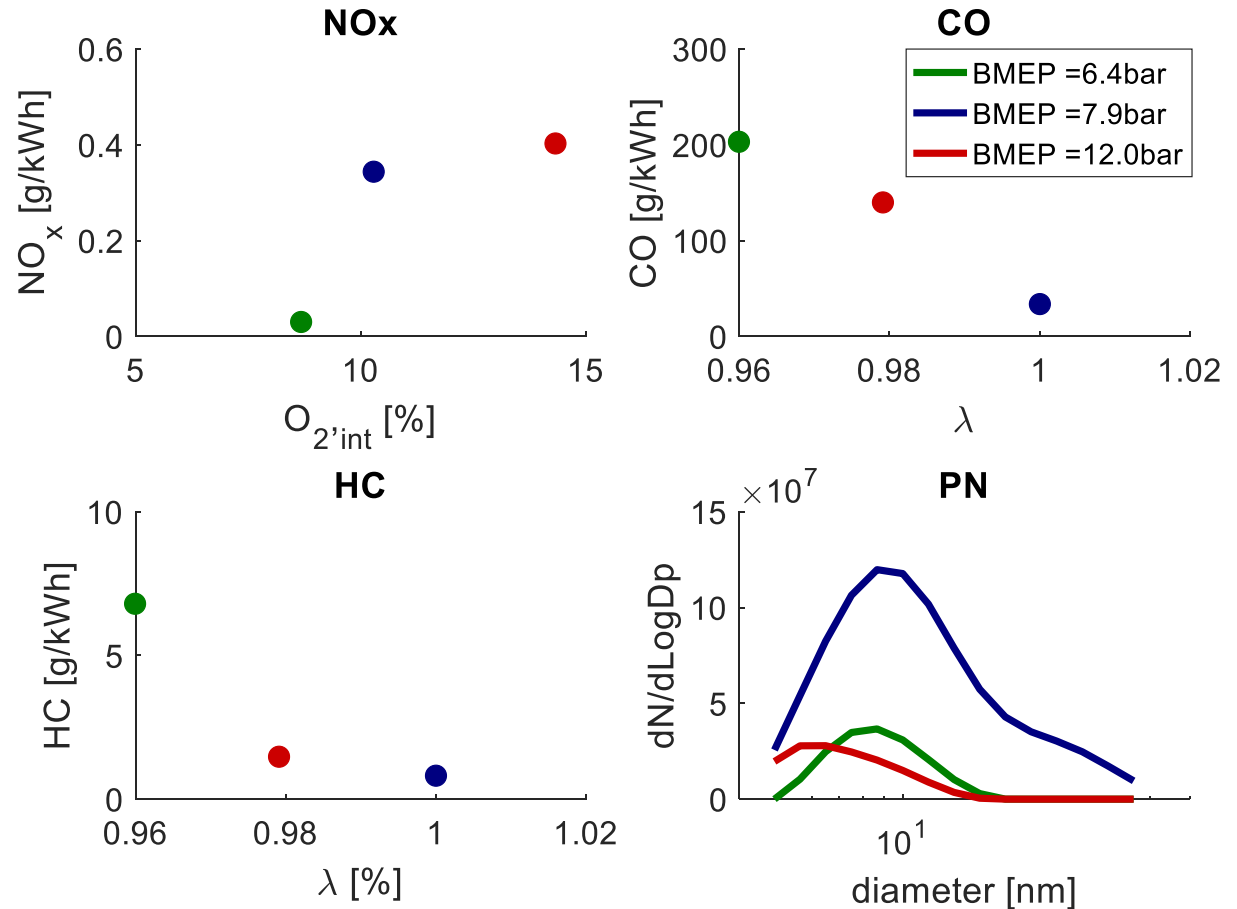 NOx
NOx [g/kWh]
0.6
0.4
0.2
0
5
10
15
O2'int [%]
CO
CO [g/kWh]
300
200
100
0
0.96
0.98
1
1.02
λ
BMEP =6.4bar
BMEP =7.9bar
BMEP =12.0bar
HC
HC [g/kWh]
10
5
0
0.96
0.98
1
1.02
λ [%]
PN
×10^7
dN/dLogDp
15
10
5
0
10^1
diameter [nm]